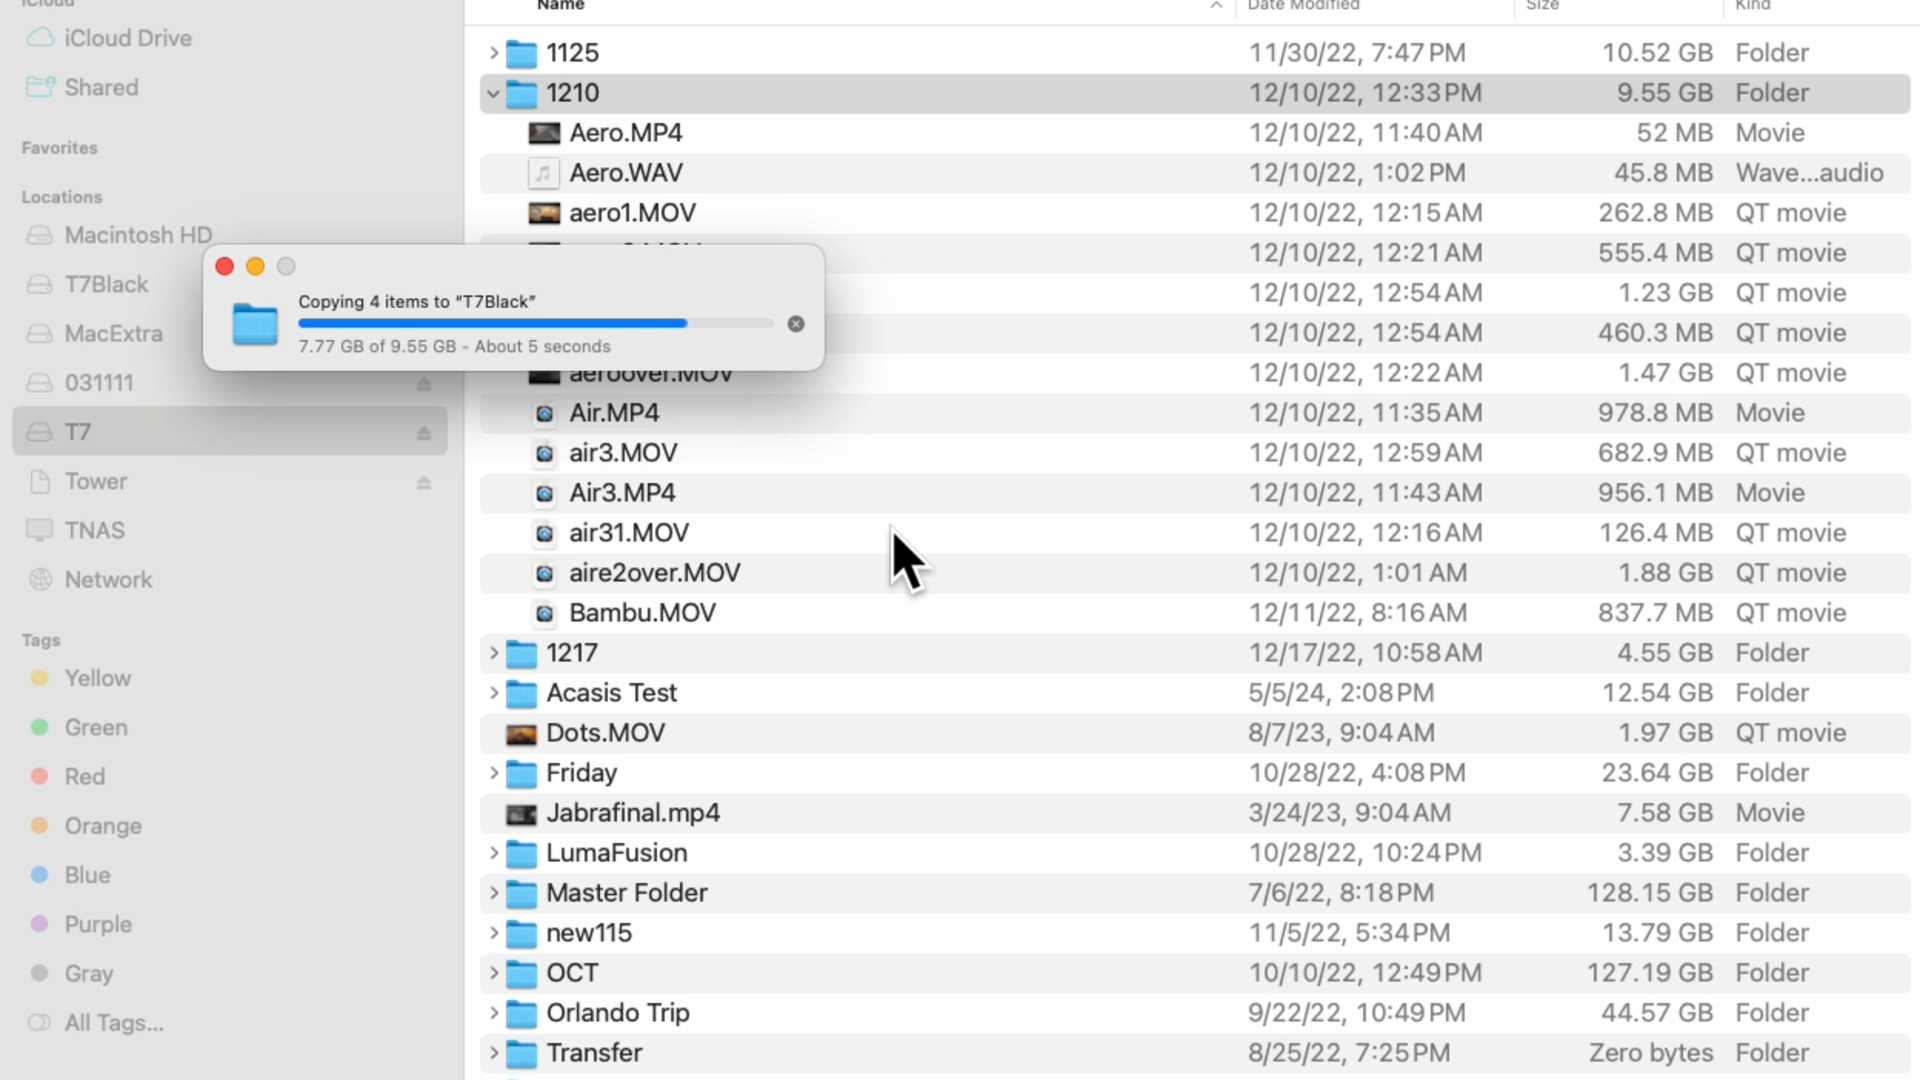 iCloud
iCloud Drive
Shared
Favorites
Locations
Macintosh HD
T7Black
MacExtra
031111
T7
Tower
TNAS
Network
Tags
Yellow
Green
Red
Orange
Blue
Purple
Gray
All Tags...
Name Date Modified Size Kind
1125 11/30/22, 7:47 PM 10.52 GB Folder
1210 12/10/22, 12:33 PM 9.55 GB Folder
Aero.MP4 12/10/22, 11:40 AM 52 MB Movie
Aero.WAV 12/10/22, 1:02 PM 45.8 MB Wave...audio
aero1.MOV 12/10/22, 12:15 AM 262.8 MB QT movie
12/10/22, 12:21 AM 555.4 MB QT movie
12/10/22, 12:54 AM 1.23 GB QT movie
12/10/22, 12:54 AM 460.3 MB QT movie
aeroover.MOV 12/10/22, 12:22 AM 1.47 GB QT movie
Air.MP4 12/10/22, 11:35 AM 978.8 MB Movie
air3.MOV 12/10/22, 12:59 AM 682.9 MB QT movie
Air3.MP4 12/10/22, 11:43 AM 956.1 MB Movie
air31.MOV 12/10/22, 12:16 AM 126.4 MB QT movie
aire2over.MOV 12/10/22, 1:01 AM 1.88 GB QT movie
Bambu.MOV 12/11/22, 8:16 AM 837.7 MB QT movie
1217 12/17/22, 10:58 AM 4.55 GB Folder
Acasis Test 5/5/24, 2:08 PM 12.54 GB Folder
Dots.MOV 8/7/23, 9:04 AM 1.97 GB QT movie
Friday 10/28/22, 4:08 PM 23.64 GB Folder
Jabrafinal.mp4 3/24/23, 9:04 AM 7.58 GB Movie
LumaFusion 10/28/22, 10:24 PM 3.39 GB Folder
Master Folder 7/6/22, 8:18 PM 128.15 GB Folder
new115 11/5/22, 5:34 PM 13.79 GB Folder
OCT 10/10/22, 12:49 PM 127.19 GB Folder
Orlando Trip 9/22/22, 10:49 PM 44.57 GB Folder
Transfer 8/25/22, 7:25 PM Zero bytes Folder
Copying 4 items to “T7Black”
7.77 GB of 9.55 GB - About 5 seconds